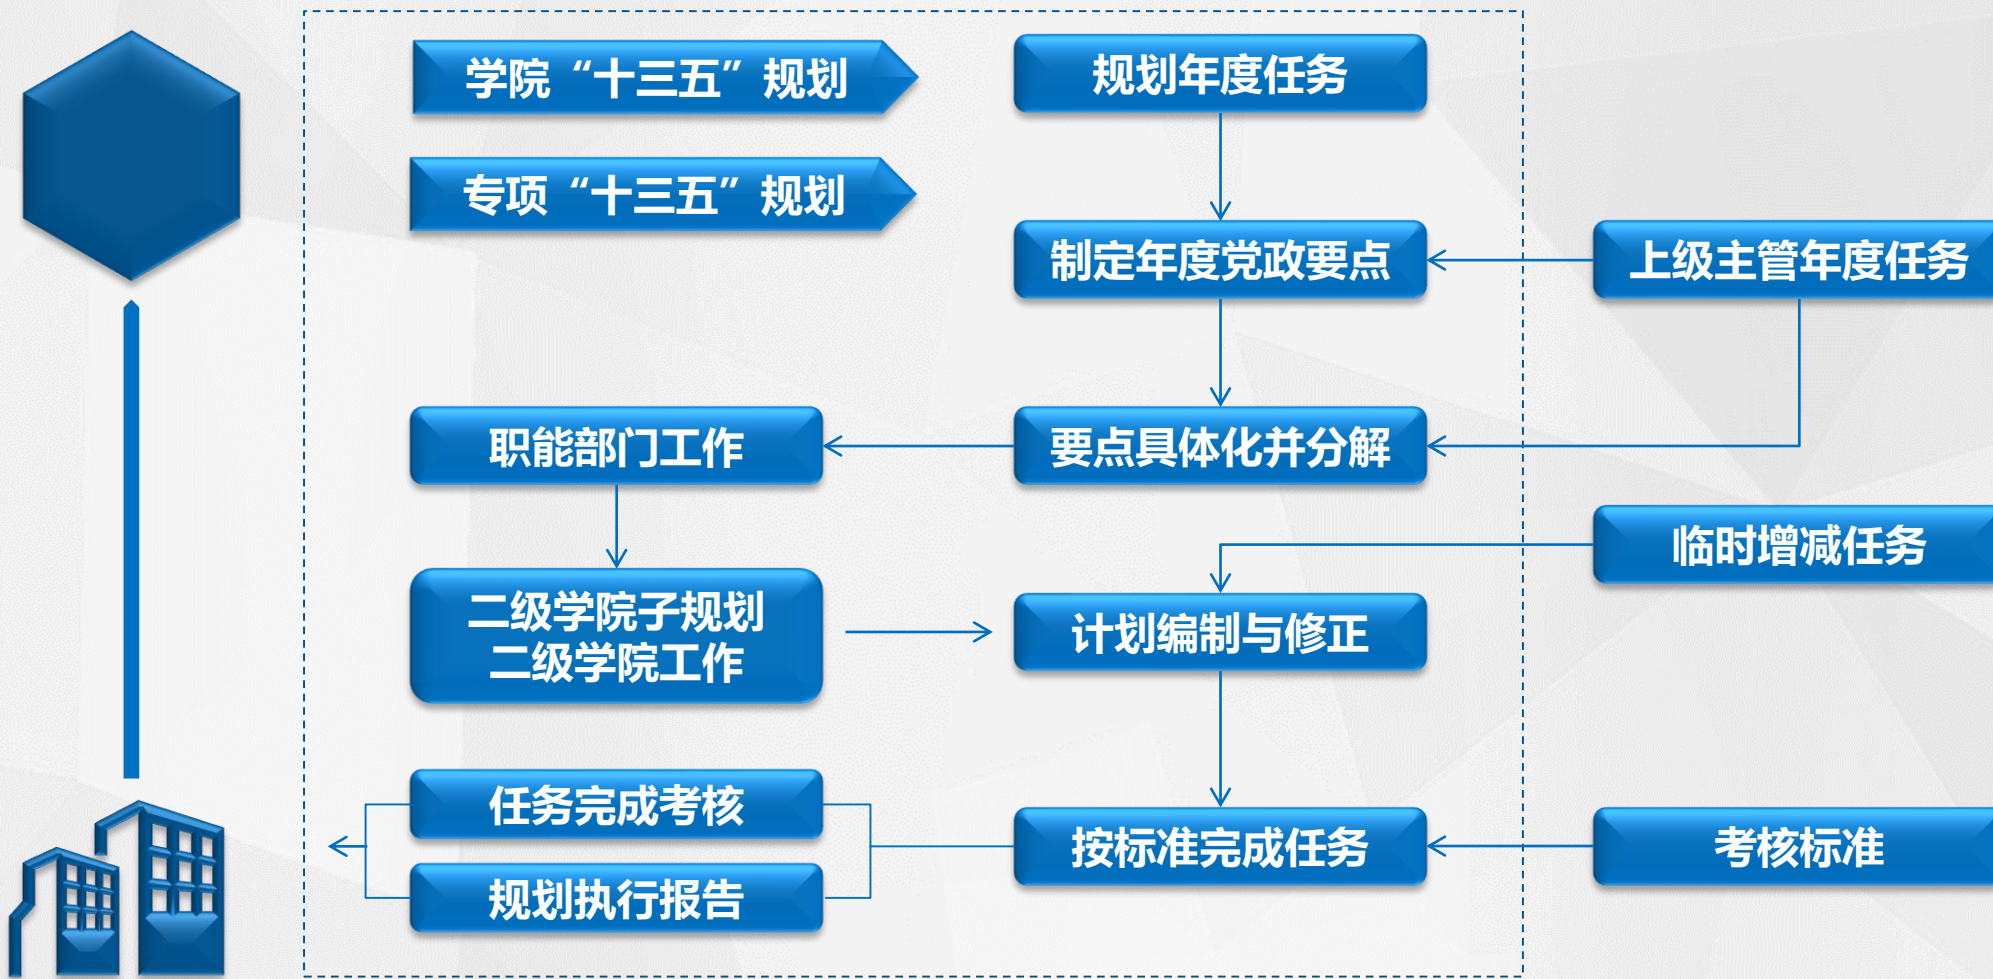 学院“十三五”规划
规划年度任务
专项“十三五”规划
制定年度党政要点
上级主管年度任务
职能部门工作
要点具体化并分解
临时增减任务
二级学院子规划
二级学院工作
计划编制与修正
任务完成考核
规划执行报告
按标准完成任务
考核标准